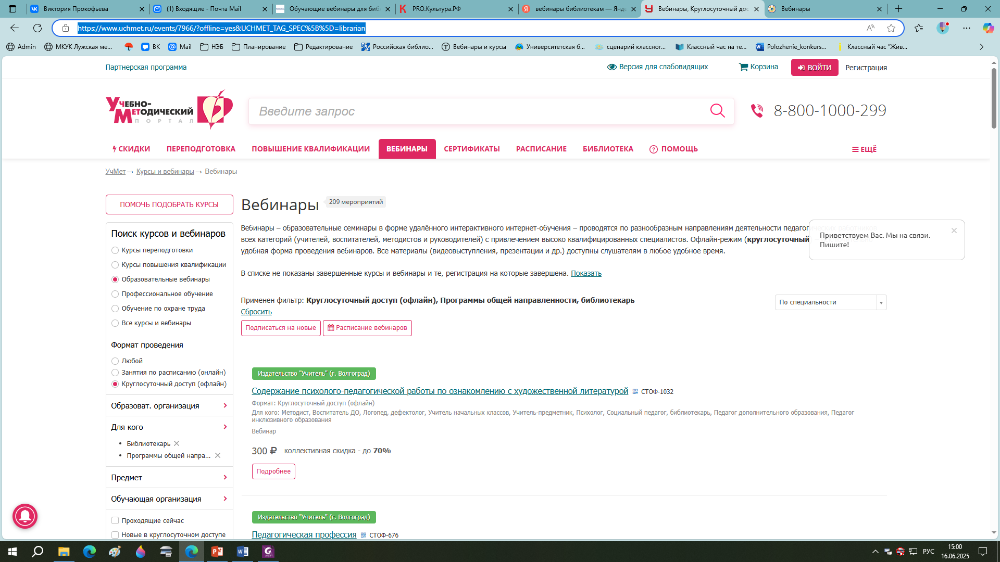 Виктория Прокофьева
(1) Входящие - Почта Mail
Обучающие вебинары для биб
PRO.Культура.РФ
вебинары библиотекам — Янд
Вебинары, Круглосуточный дос
Вебинары
https://www.uchmet.ru/events/7966/?offline=yes&UCHMET_TAG_SPEC%5B%5D=librarian
Admin
МКУК Лужская ме...
ВК
Mail
НЭБ
Планирование
Редактирование
Российская библио...
Вебинары и курсы
Университетская б...
сценарий классног...
Классный час на те...
Polozhenie_konkurs...
Классный час "Жив...
Партнерская программа
Версия для слабовидящих
Корзина
ВОЙТИ
Регистрация
Учебно-
Методический
ПОРТАЛ
Введите запрос
8-800-1000-299
СКИДКИ
ПЕРЕПОДГОТОВКА
ПОВЫШЕНИЕ КВАЛИФИКАЦИИ
ВЕБИНАРЫ
СЕРТИФИКАТЫ
РАСПИСАНИЕ
БИБЛИОТЕКА
ПОМОЩЬ
ЕЩЁ
УчМет → Курсы и вебинары → Вебинары
ПОМОЧЬ ПОДОБРАТЬ КУРСЫ
Поиск курсов и вебинаров
Курсы переподготовки
Курсы повышения квалификации
Образовательные вебинары
Профессиональное обучение
Обучение по охране труда
Все курсы и вебинары
Формат проведения
Любой
Занятия по расписанию (онлайн)
Круглосуточный доступ (офлайн)
Образоват. организация
Для кого
• Библиотекарь
• Программы общей напра...
Предмет
Обучающая организация
Проходящие сейчас
Новые в круглосуточном доступе
Вебинары
209 мероприятий
Вебинары – образовательные семинары в форме удалённого интерактивного интернет-обучения – проводятся по разнообразным направлениям деятельности педагогических работников
всех категорий (учителей, воспитателей, методистов и руководителей) с привлечением высоко квалифицированных специалистов. Офлайн-режим (круглосуточный
удобная форма проведения вебинаров. Все материалы (видеовыступления, презентации и др.) доступны слушателям в любое удобное время.
Приветствуем Вас. Мы на связи.
Пишите!
В списке не показаны завершенные курсы и вебинары и те, регистрация на которые завершена. Показать
Применен фильтр: Круглосуточный доступ (офлайн), Программы общей направленности, библиотекарь
Сбросить
По специальности
Подписаться на новые
Расписание вебинаров
Издательство "Учитель" (г. Волгоград)
Содержание психолого-педагогической работы по ознакомлению с художественной литературой СТОФ-1032
Формат: Круглосуточный доступ (офлайн)
Для кого: Методист, Воспитатель ДО, Логопед, дефектолог, Учитель начальных классов, Учитель-предметник, Психолог, Социальный педагог, библиотекарь, Педагог дополнительного образования, Педагог
инклюзивного образования
Вебинар
300 ₽ коллективная скидка - до 70%
Подробнее
Издательство "Учитель" (г. Волгоград)
Педагогическая профессия СТОФ-676
РУС
15:00
16.06.2025